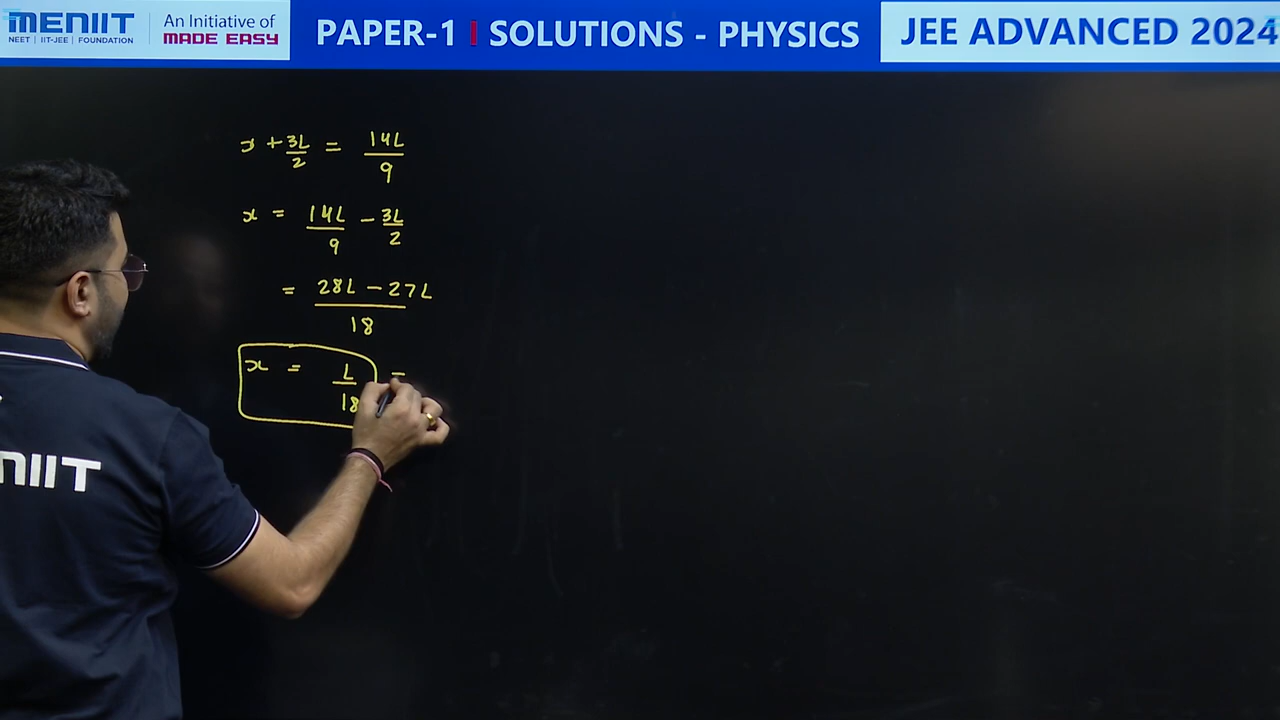 MENIIT
NEET | IIT-JEE | FOUNDATION
An Initiative of
MADE EASY
PAPER-1 | SOLUTIONS - PHYSICS
JEE ADVANCED 2024
x + 3L/2 = 14L/9
x = 14L/9 - 3L/2
= 28L - 27L/18
x = L/18 =
NIIT